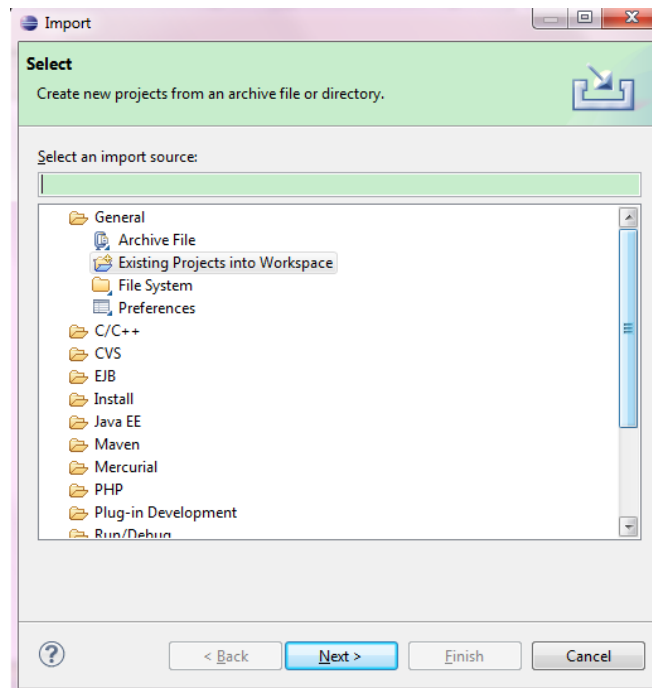 Import
Select
Create new projects from an archive file or directory.
Select an import source:
General
Archive File
Existing Projects into Workspace
File System
Preferences
C/C++
CVS
EJB
Install
Java EE
Maven
Mercurial
PHP
Plug-in Development
Run/Debug
? < Back Next > Finish Cancel